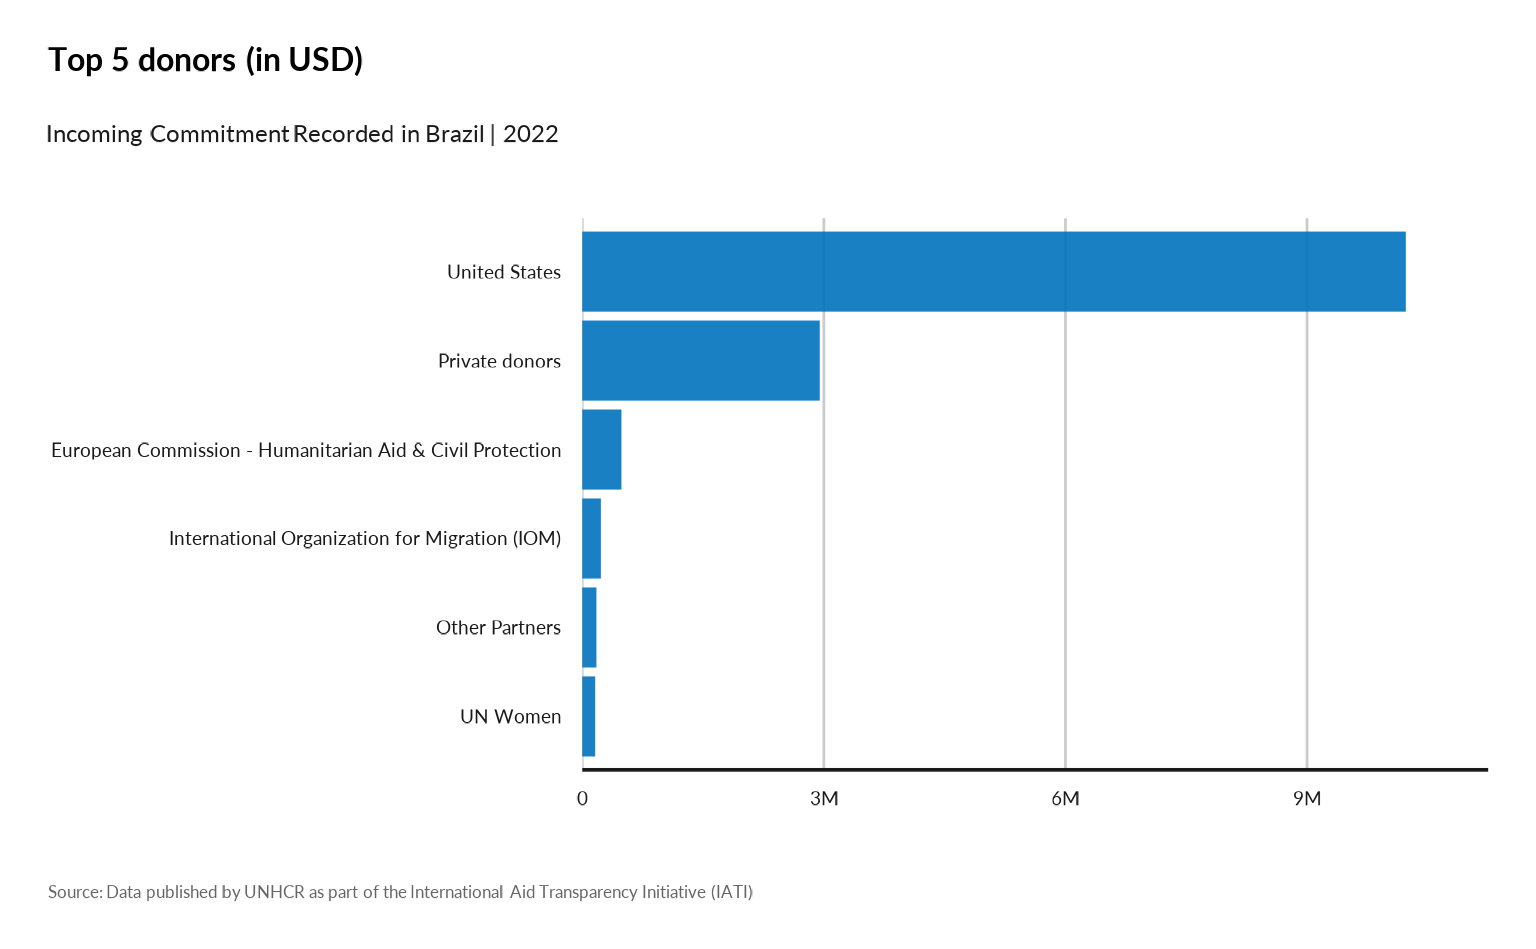 Top 5 donors (in USD)
Incoming Commitment Recorded in Brazil | 2022
United States
Private donors
European Commission - Humanitarian Aid & Civil Protection
International Organization for Migration (IOM)
Other Partners
UN Women
0 3M 6M 9M
Source: Data published by UNHCR as part of the International Aid Transparency Initiative (IATI)